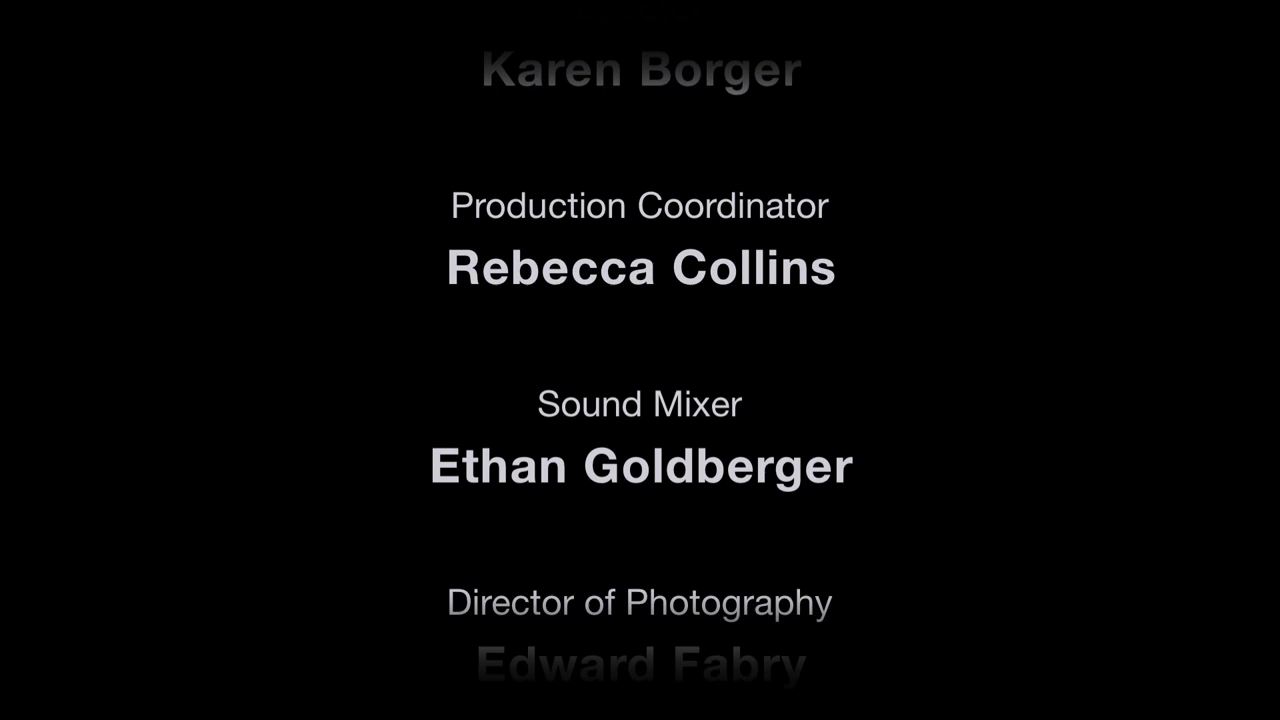 Karen Borger
Production Coordinator
Rebecca Collins
Sound Mixer
Ethan Goldberger
Director of Photography
Edward Fabry